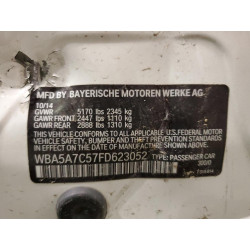 MFD BY BAYERISCHE MOTOREN WERKE AG
10/14
GVWR 5170 lbs 2345 kg
GAWR FRONT 2447 lbs 1110 kg
GAWR REAR 2888 lbs 1310 kg
THIS VEHICLE CONFORMS TO ALL APPLICABLE
U.S. FEDERAL MOTOR VEHICLE
SAFETY, BUMPER, AND THEFT PREVENTION
STANDARDS IN EFFECT ON THE DATE OF
MANUFACTURE SHOWN ABOVE.
WBA5A7C57FD623052 TYPE: PASSENGER CAR